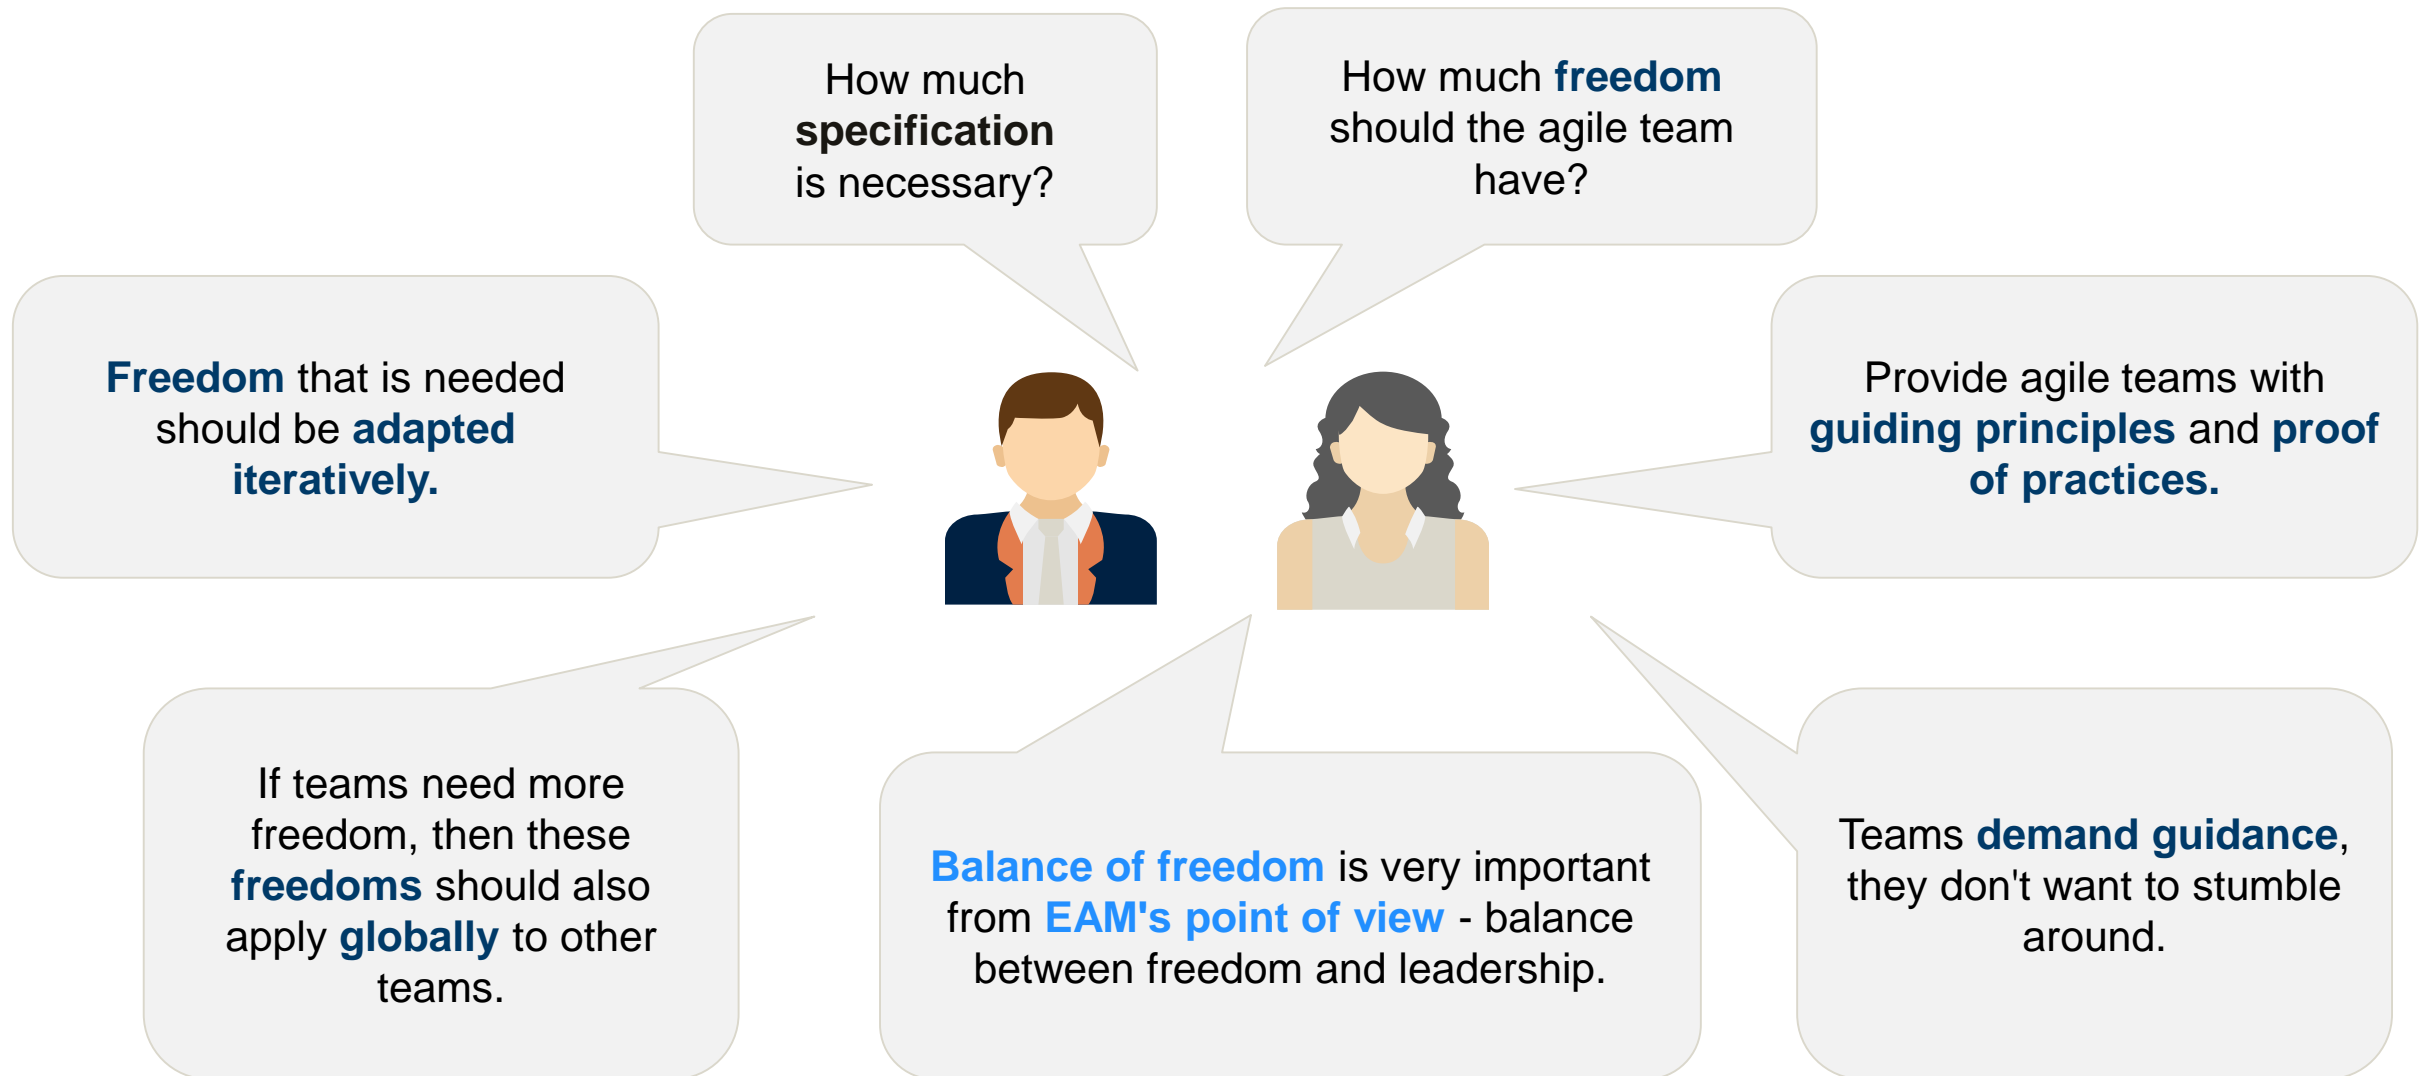 How much
specification
is necessary?
How much freedom
should the agile team
have?
Freedom that is needed
should be adapted
iteratively.
Provide agile teams with
guiding principles and proof
of practices.
If teams need more
freedom, then these
freedoms should also
apply globally to other
teams.
Balance of freedom is very important
from EAM's point of view - balance
between freedom and leadership.
Teams demand guidance,
they don't want to stumble
around.